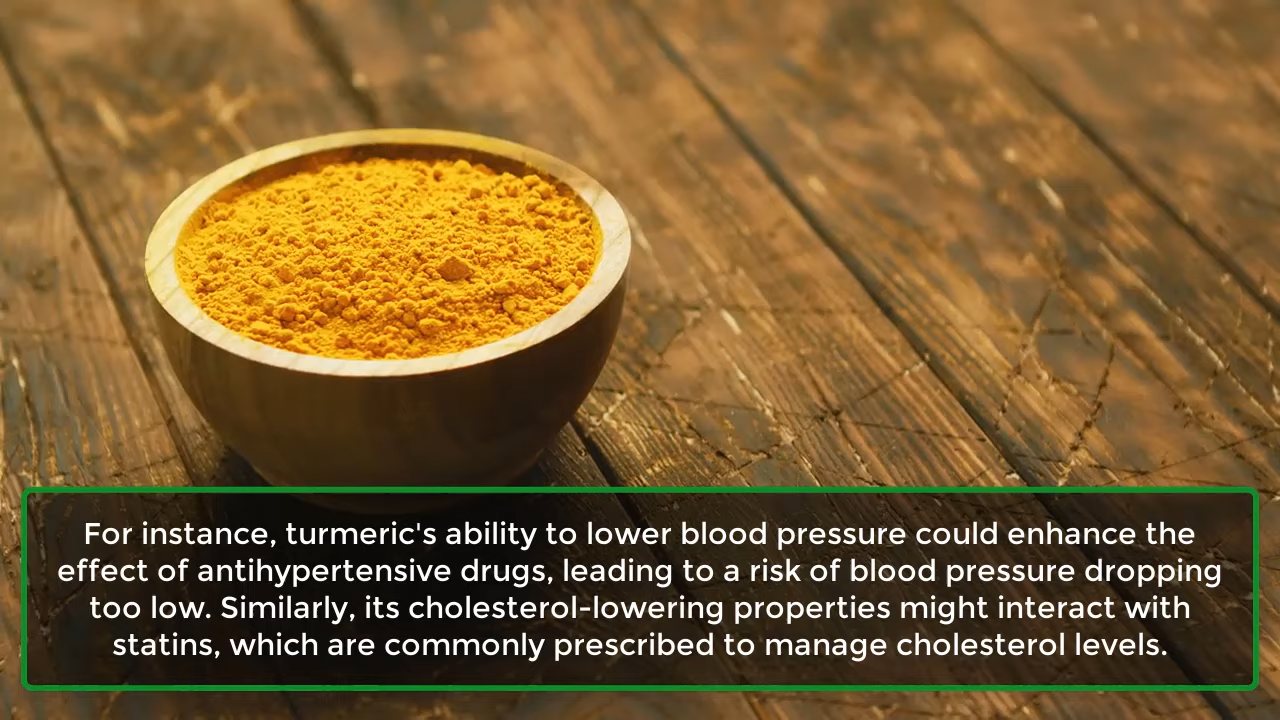 For instance, turmeric's ability to lower blood pressure could enhance the
effect of antihypertensive drugs, leading to a risk of blood pressure dropping
too low. Similarly, its cholesterol-lowering properties might interact with
statins, which are commonly prescribed to manage cholesterol levels.